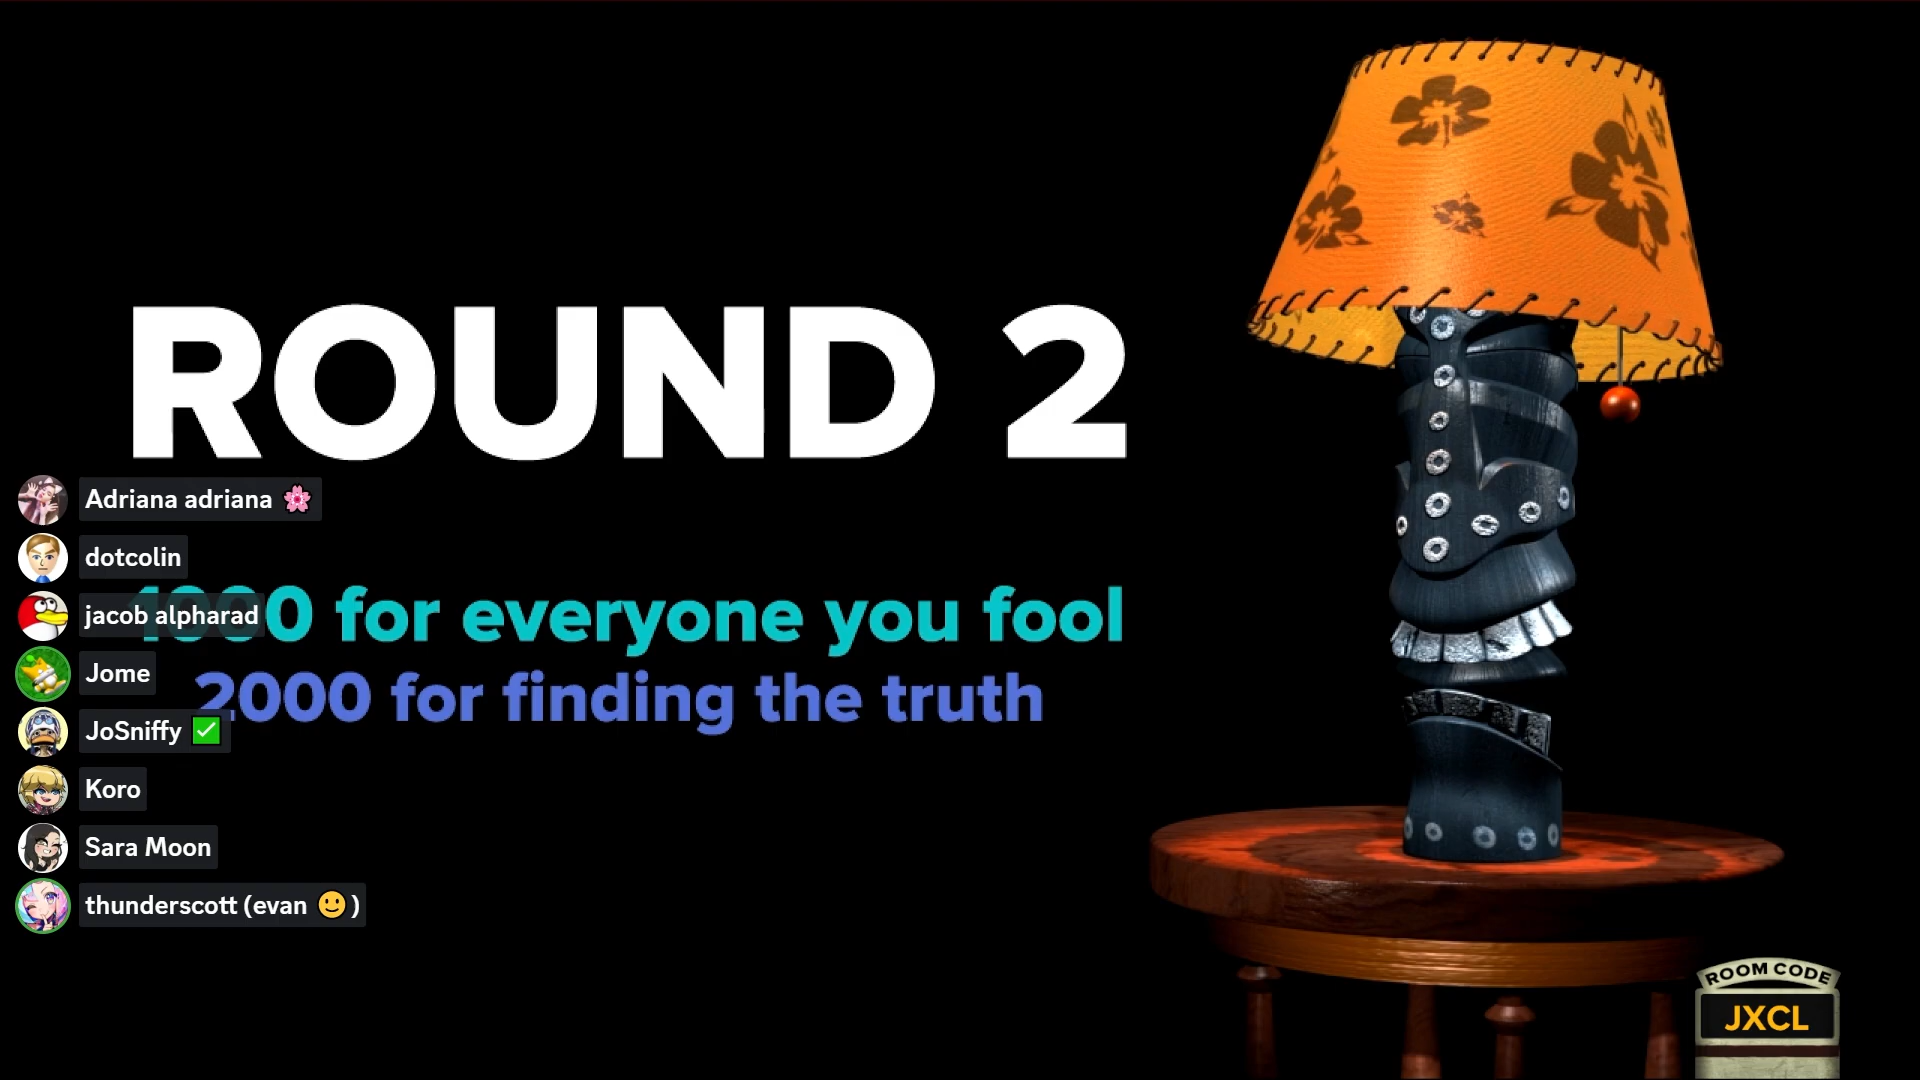 ROUND 2
Adriana adriana 🌸
dotcolin
jacob alpharad
1000 for everyone you fool
Jome
2000 for finding the truth
JoSniffy ✅
Koro
Sara Moon
thunderscott (evan 🙂)
ROOM CODE
JXCL